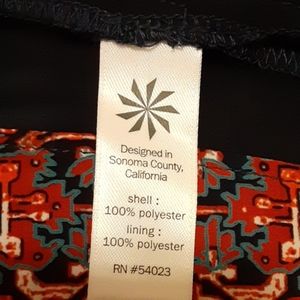 Designed in
Sonoma County,
California
shell :
100% polyester
lining :
100% polyester
RN #54023